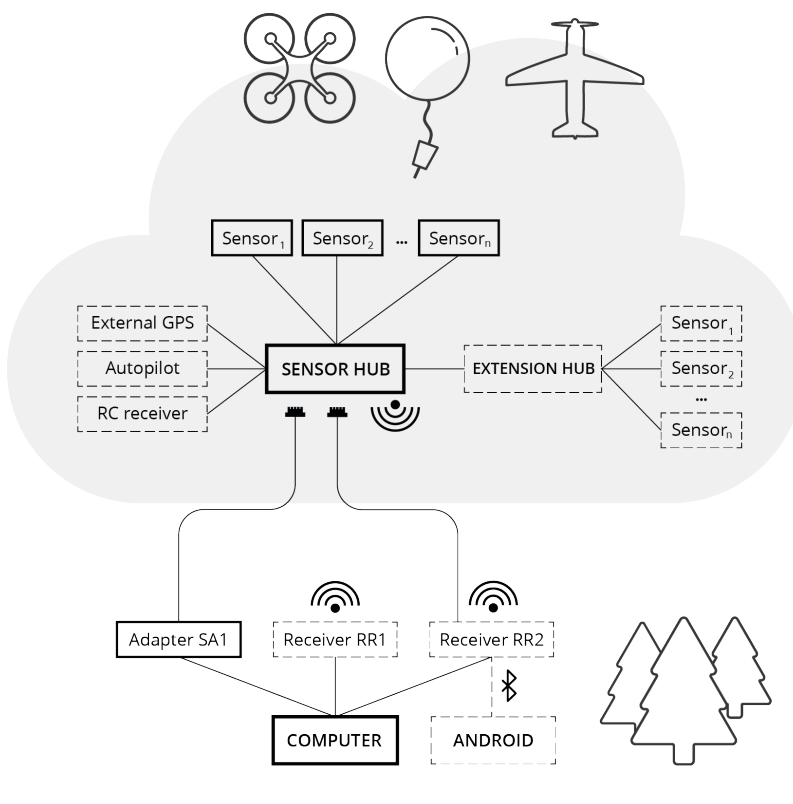 Sensor1 Sensor2 ... Sensorn
External GPS
Autopilot
RC receiver
SENSOR HUB
EXTENSION HUB
Sensor1
Sensor2
...
Sensorn
Adapter SA1
Receiver RR1
Receiver RR2
COMPUTER
ANDROID